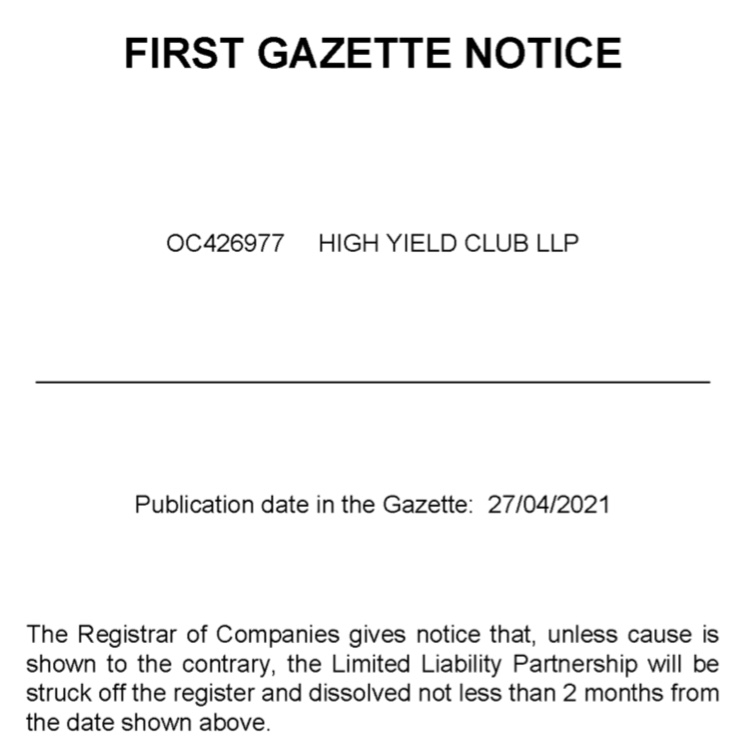 FIRST GAZETTE NOTICE
OC426977 HIGH YIELD CLUB LLP
Publication date in the Gazette: 27/04/2021
The Registrar of Companies gives notice that, unless cause is
shown to the contrary, the Limited Liability Partnership will be
struck off the register and dissolved not less than 2 months from
the date shown above.